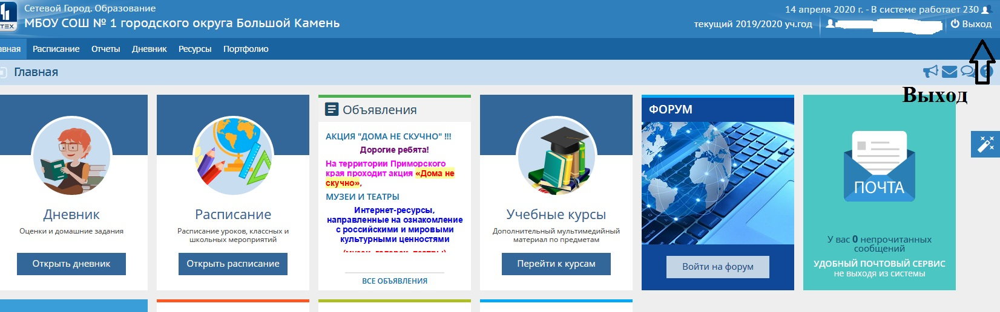 Сетевой Город. Образование
14 апреля 2020 г. - В системе работает 230
МБОУ СОШ № 1 городского округа Большой Камень
ТЕХ
текущий 2019/2020 уч.год
Выход
авная Расписание Отчеты Дневник Ресурсы Портфолио
Главная
Выход
Дневник
Оценки и домашние задания
Открыть дневник
Расписание
Расписание уроков, классных и
школьных мероприятий
Открыть расписание
Объявления
АКЦИЯ "ДОМА НЕ СКУЧНО" !!!
Дорогие ребята!
На территории Приморского
края проходит акция «Дома не
скучно»,
МУЗЕИ И ТЕАТРЫ
Интернет-ресурсы,
направленные на ознакомление
с российскими и мировыми
культурными ценностями
(музеи, галереи, театры)
ВСЕ ОБЪЯВЛЕНИЯ
Учебные курсы
Дополнительный мультимедийный
материал по предметам
Перейти к курсам
ФОРУМ
Войти на форум
ПОЧТА
У вас 0 непрочитанных
сообщений
УДОБНЫЙ ПОЧТОВЫЙ СЕРВИС
не выходя из системы